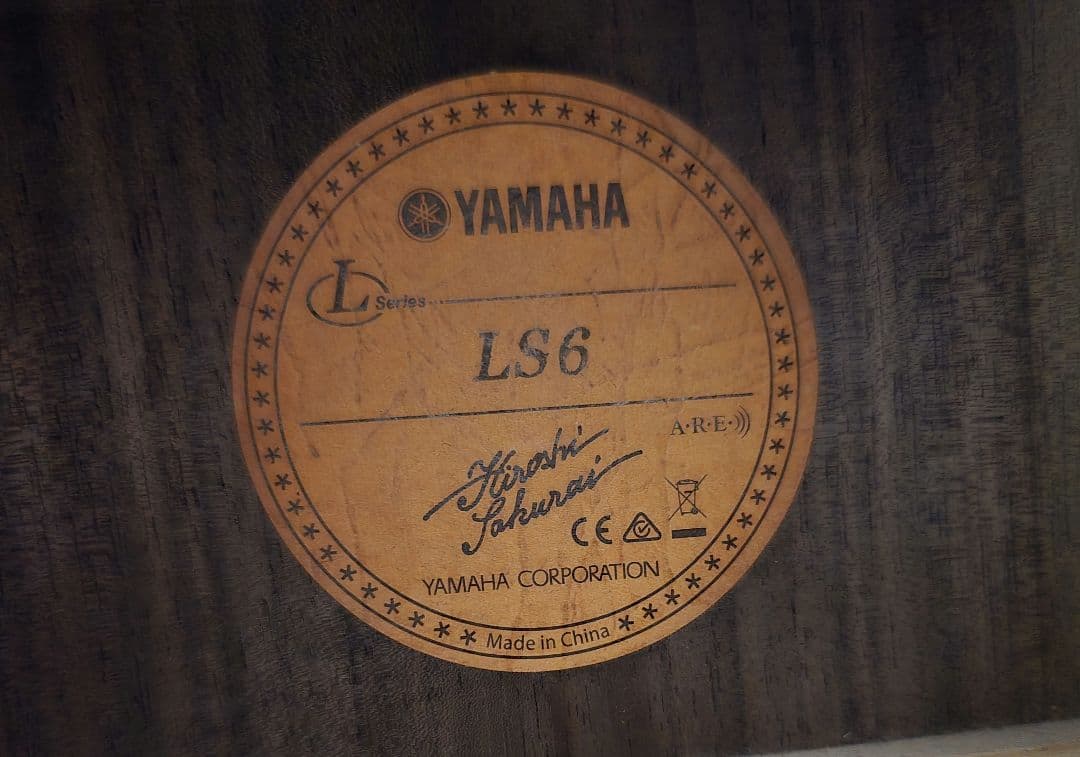 YAMAHA
L Series
LS6
A·R·E·)))
Hiroshi
Sakurai
CE
YAMAHA CORPORATION
Made in China